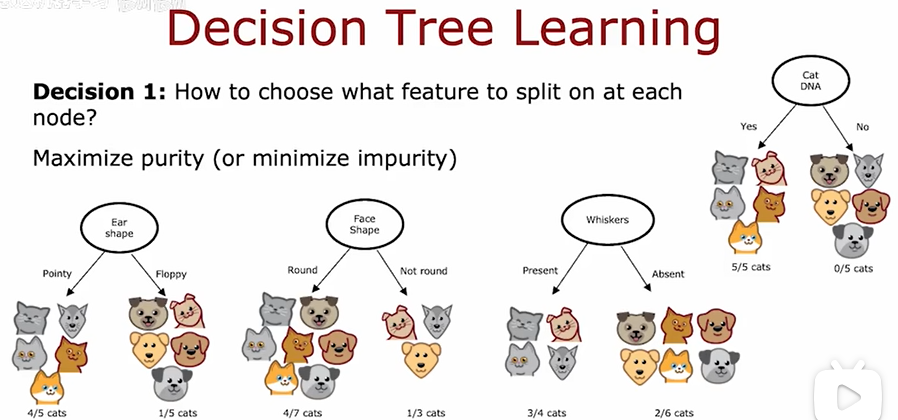 Decision Tree Learning
Decision 1: How to choose what feature to split on at each
node?
Maximize purity (or minimize impurity)
Cat
DNA
Yes
No
5/5 cats
0/5 cats
Ear
shape
Pointy
Floppy
4/5 cats
1/5 cats
Face
Shape
Round
Not round
4/7 cats
1/3 cats
Whiskers
Present
Absent
3/4 cats
2/6 cats